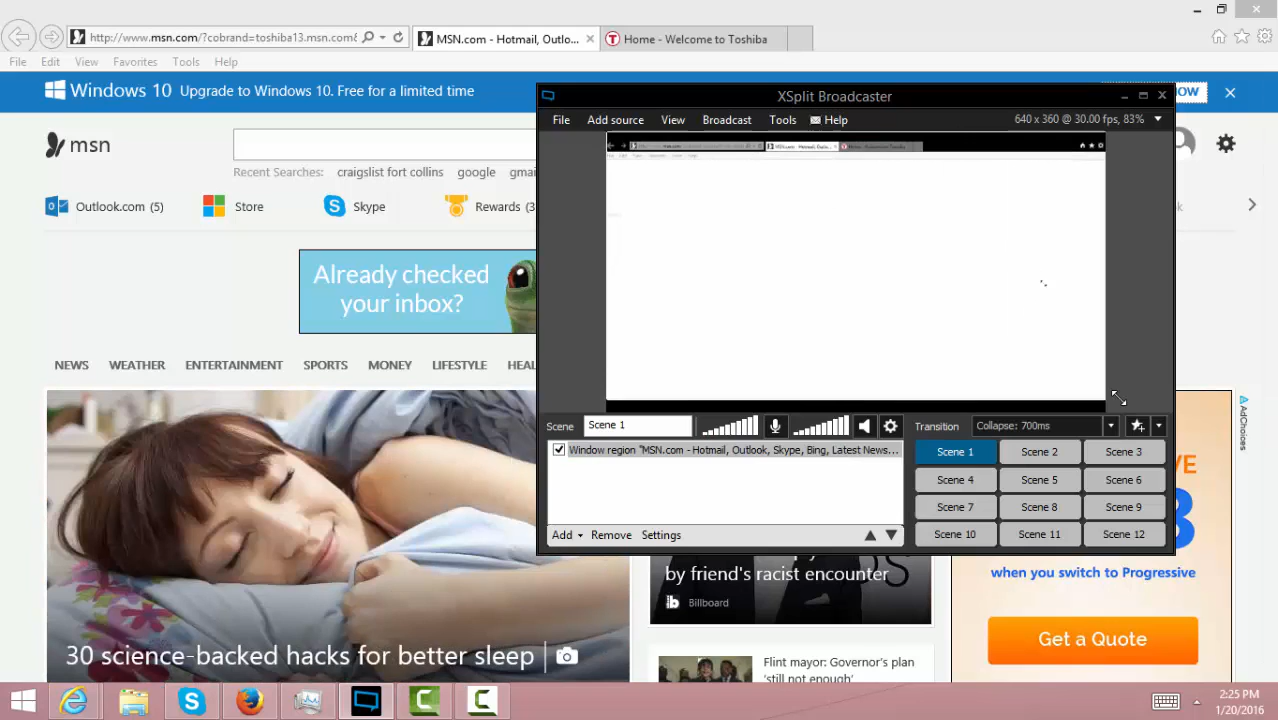 http://www.msn.com/?cobrand=toshiba13.msn.com&
MSN.com - Hotmail, Outlo...
Home - Welcome to Toshiba
File Edit View Favorites Tools Help
Windows 10 Upgrade to Windows 10. Free for a limited time
OW
msn
Recent Searches: craigslist fort collins google gmai
Outlook.com (5) Store Skype Rewards (3
k
Already checked
your inbox?
NEWS WEATHER ENTERTAINMENT SPORTS MONEY LIFESTYLE HEAL
30 science-backed hacks for better sleep
XSplit Broadcaster
File Add source View Broadcast Tools Help 640 x 360 @ 30.00 fps, 83%
Scene Scene 1
Transition Collapse: 700ms
Window region "MSN.com - Hotmail, Outlook, Skype, Bing, Latest News...
Scene 1 Scene 2 Scene 3
Scene 4 Scene 5 Scene 6
Scene 7 Scene 8 Scene 9
Scene 10 Scene 11 Scene 12
Add Remove Settings
by friend's racist encounter
Billboard
Flint mayor: Governor's plan
'still not enough'
AdChoices
VE
when you switch to Progressive
Get a Quote
2:25 PM
1/20/2016